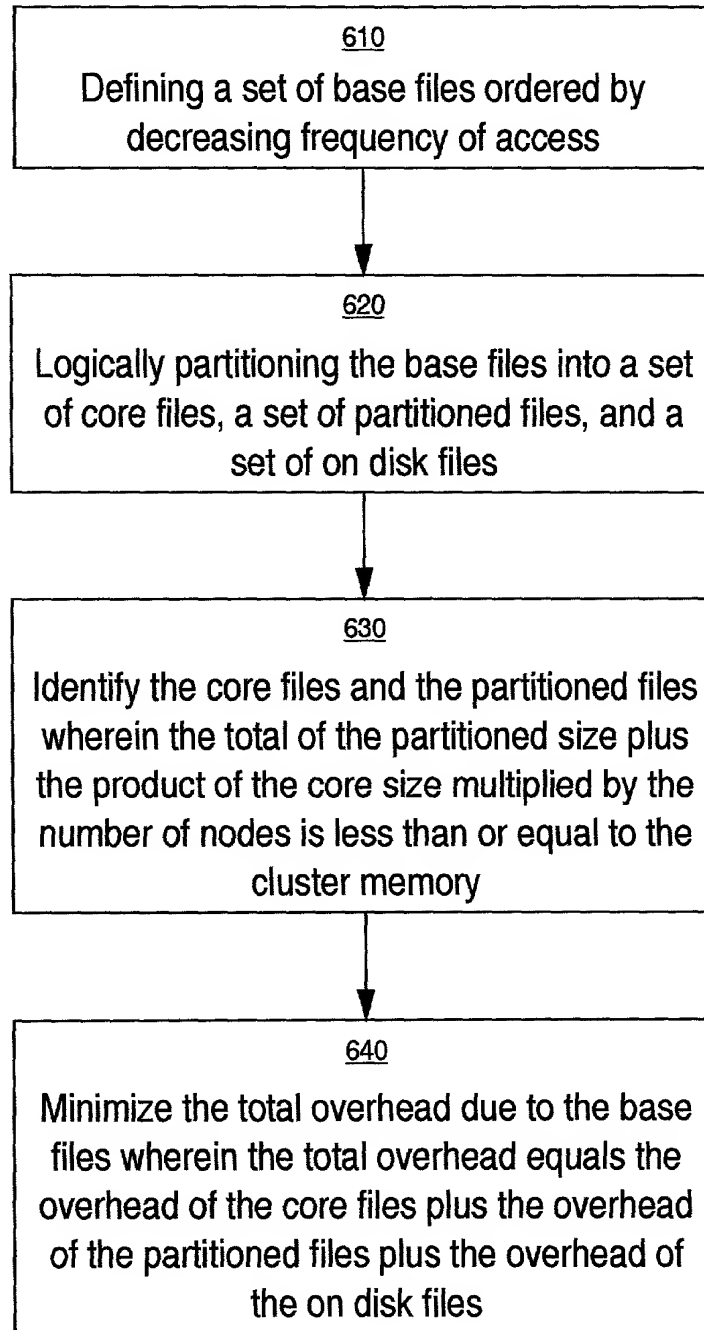 610
Defining a set of base files ordered by
decreasing frequency of access
620
Logically partitioning the base files into a set
of core files, a set of partitioned files, and a
set of on disk files
630
Identify the core files and the partitioned files
wherein the total of the partitioned size plus
the product of the core size multiplied by the
number of nodes is less than or equal to the
cluster memory
640
Minimize the total overhead due to the base
files wherein the total overhead equals the
overhead of the core files plus the overhead
of the partitioned files plus the overhead of
the on disk files